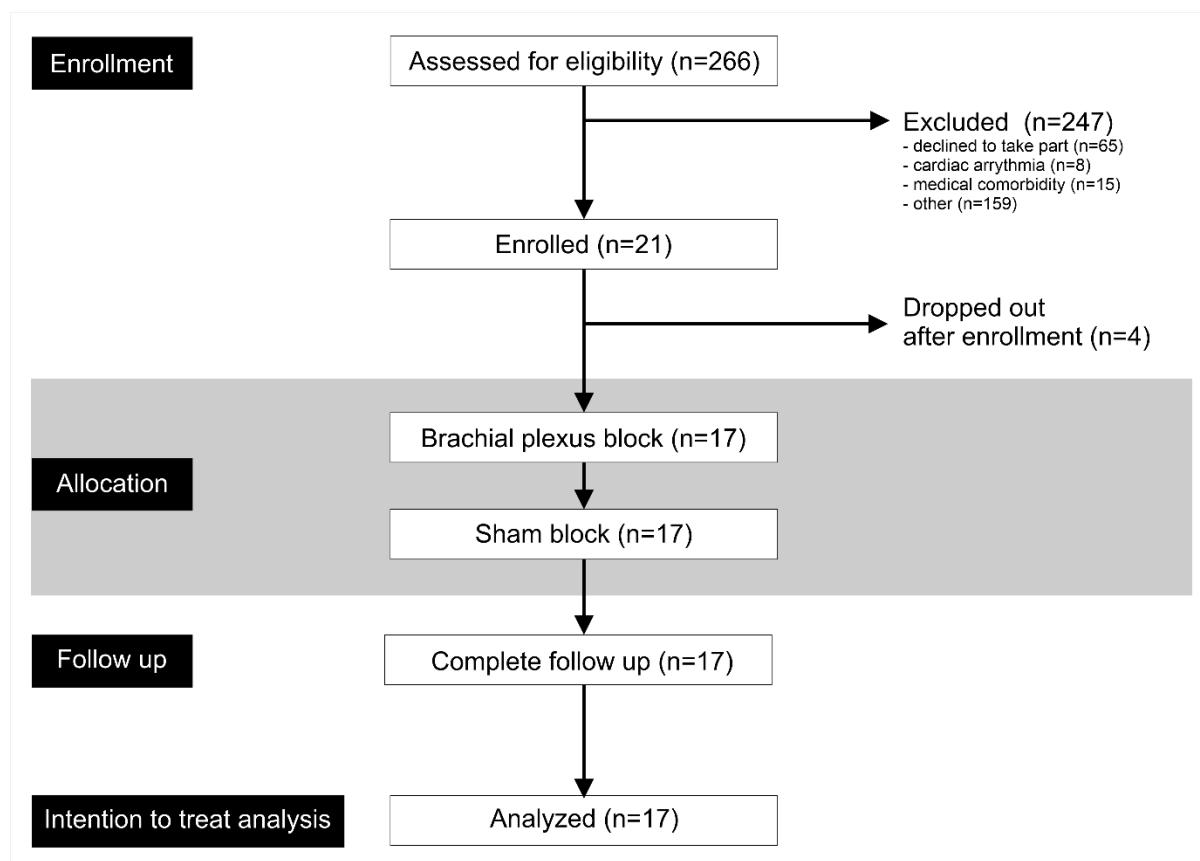 Enrollment
Assessed for eligibility (n=266)
Excluded (n=247)
- declined to take part (n=65)
- cardiac arrythmia (n=8)
- medical comorbidity (n=15)
- other (n=159)
Enrolled (n=21)
Dropped out
after enrollment (n=4)
Brachial plexus block (n=17)
Allocation
Sham block (n=17)
Follow up
Complete follow up (n=17)
Intention to treat analysis
Analyzed (n=17)